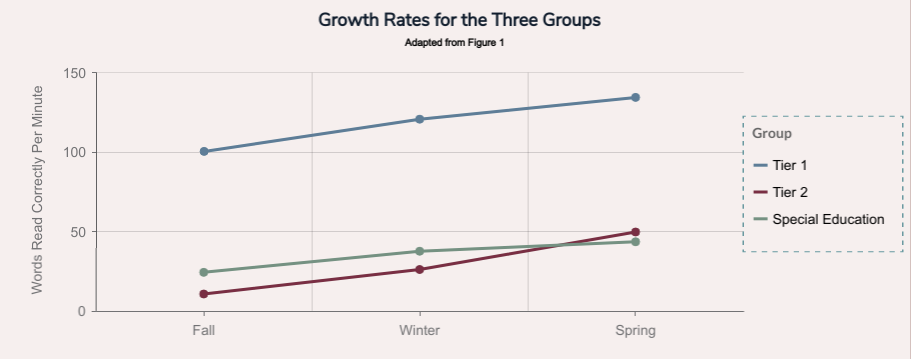 Growth Rates for the Three Groups
Adapted from Figure 1
Words Read Correctly Per Minute
150
100
50
0
Fall
Winter
Spring
Group
Tier 1
Tier 2
Special Education